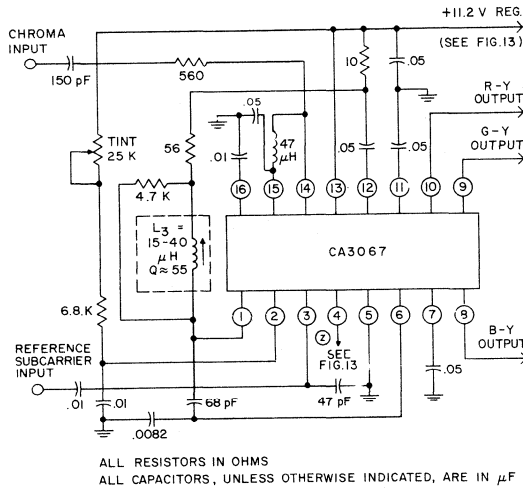 +11.2 V REG.
(SEE FIG.13)
CHROMA
INPUT
150 pF
560
10
.05
R-Y
OUTPUT
G-Y
OUTPUT
.05
47
µH
.01
56
.05
.05
TINT
25 K
4.7 K
16
15
14
13
12
11
10
9
L3 =
15-40
µH
Q≈55
CA3067
6.8 K
1
2
3
4
5
6
7
8
Z
SEE
FIG.13
B-Y
OUTPUT
REFERENCE
SUBCARRIER
INPUT
.01
.01
68 pF
47 pF
.05
.0082
ALL RESISTORS IN OHMS
ALL CAPACITORS, UNLESS OTHERWISE INDICATED, ARE IN µF